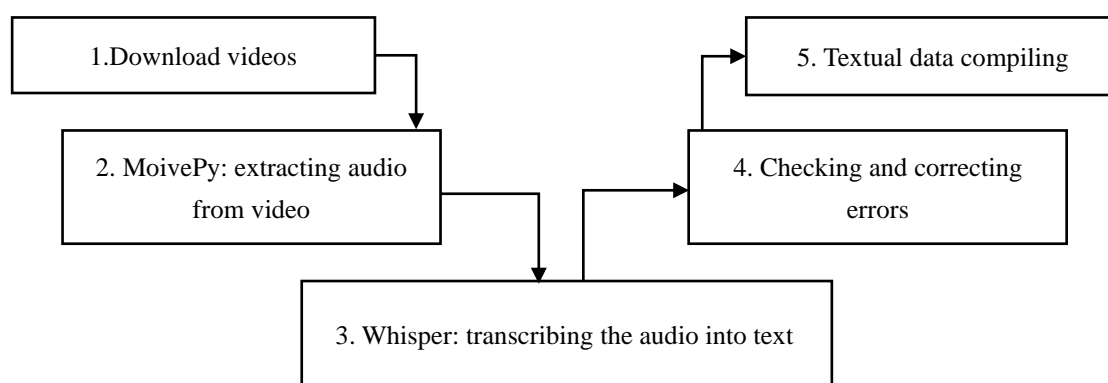 1.Download videos
2. MoivePy: extracting audio
from video
3. Whisper: transcribing the audio into text
4. Checking and correcting
errors
5. Textual data compiling